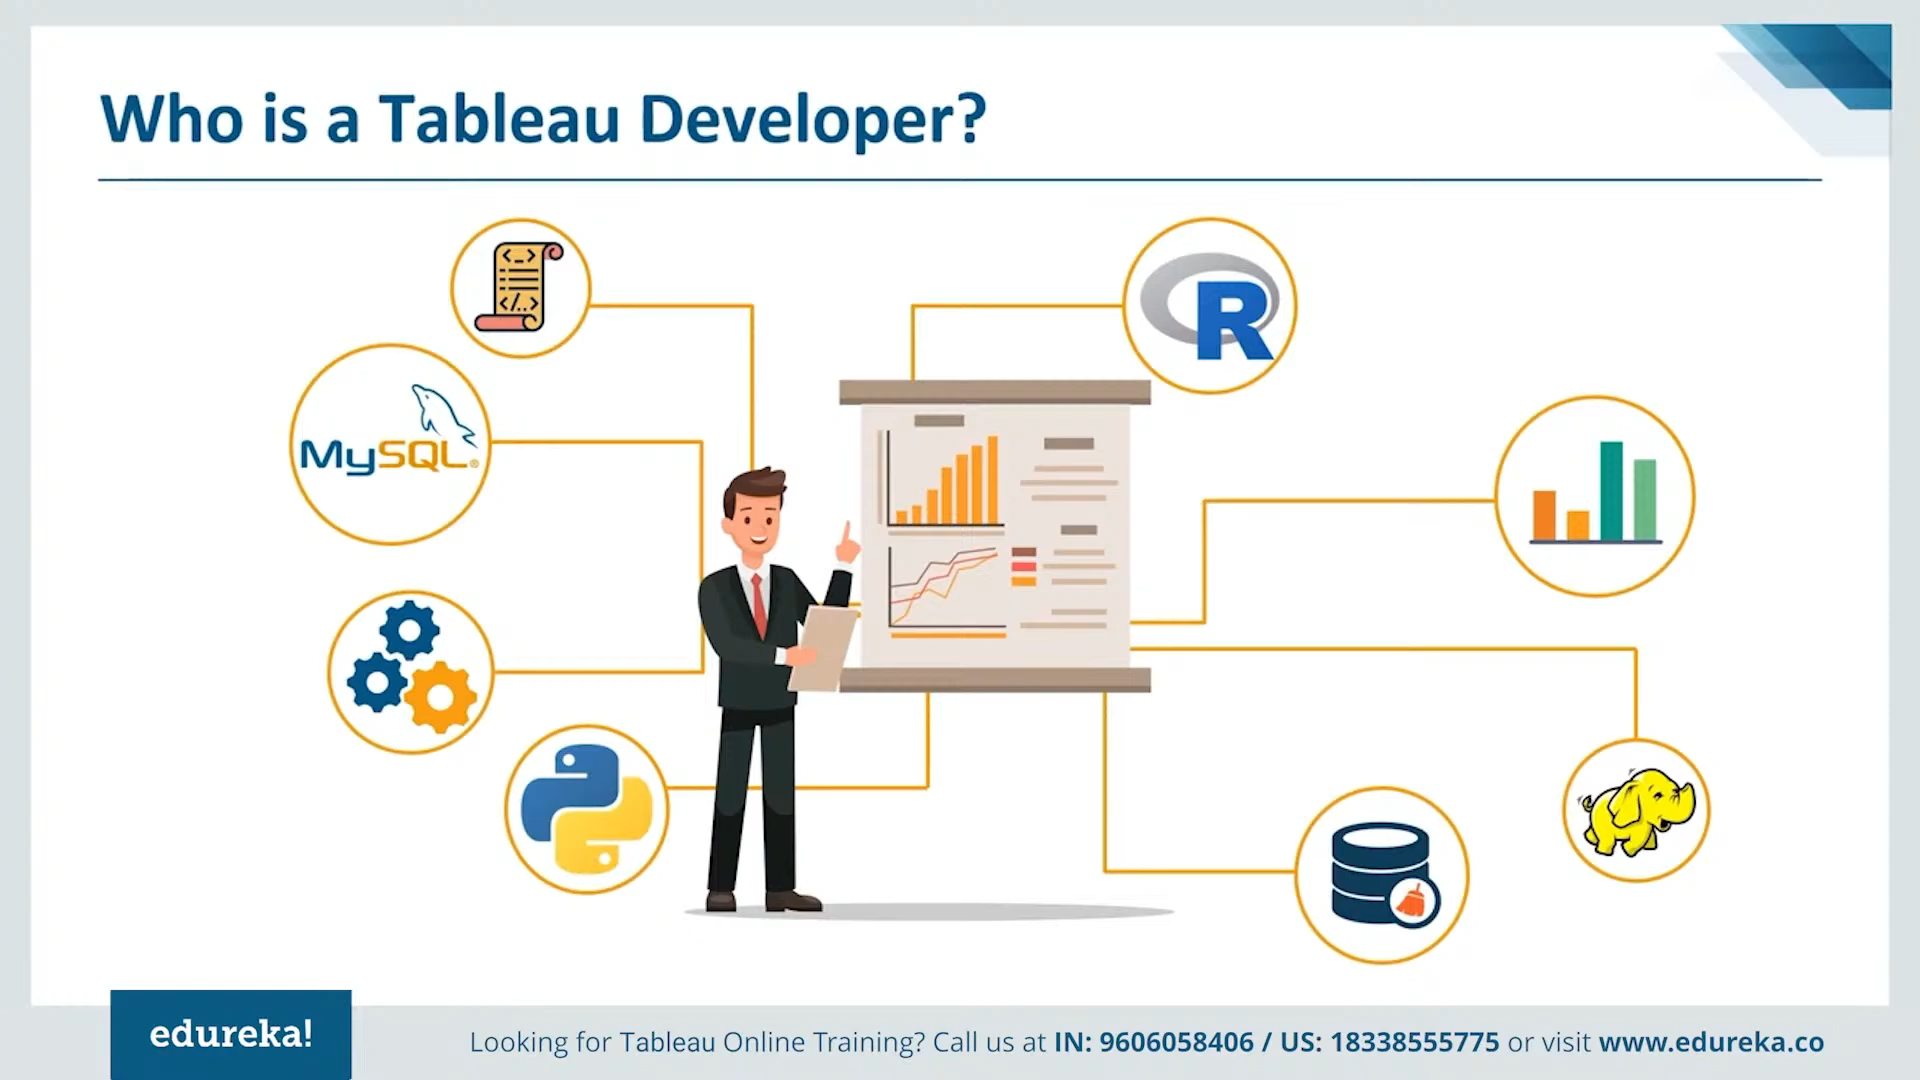 Who is a Tableau Developer?
<_>
</..>
R
MySQL®
edureka!
Looking for Tableau Online Training? Call us at IN: 9606058406 / US: 18338555775 or visit www.edureka.co